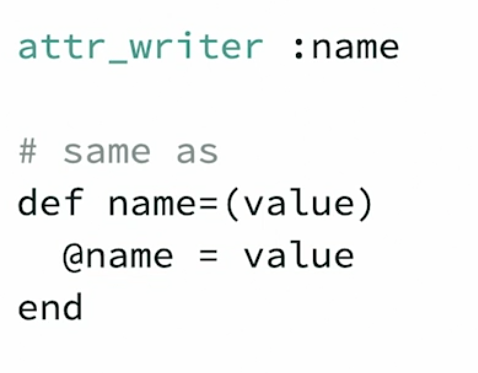 attr_writer :name
# same as
def name=(value)
  @name = value
end